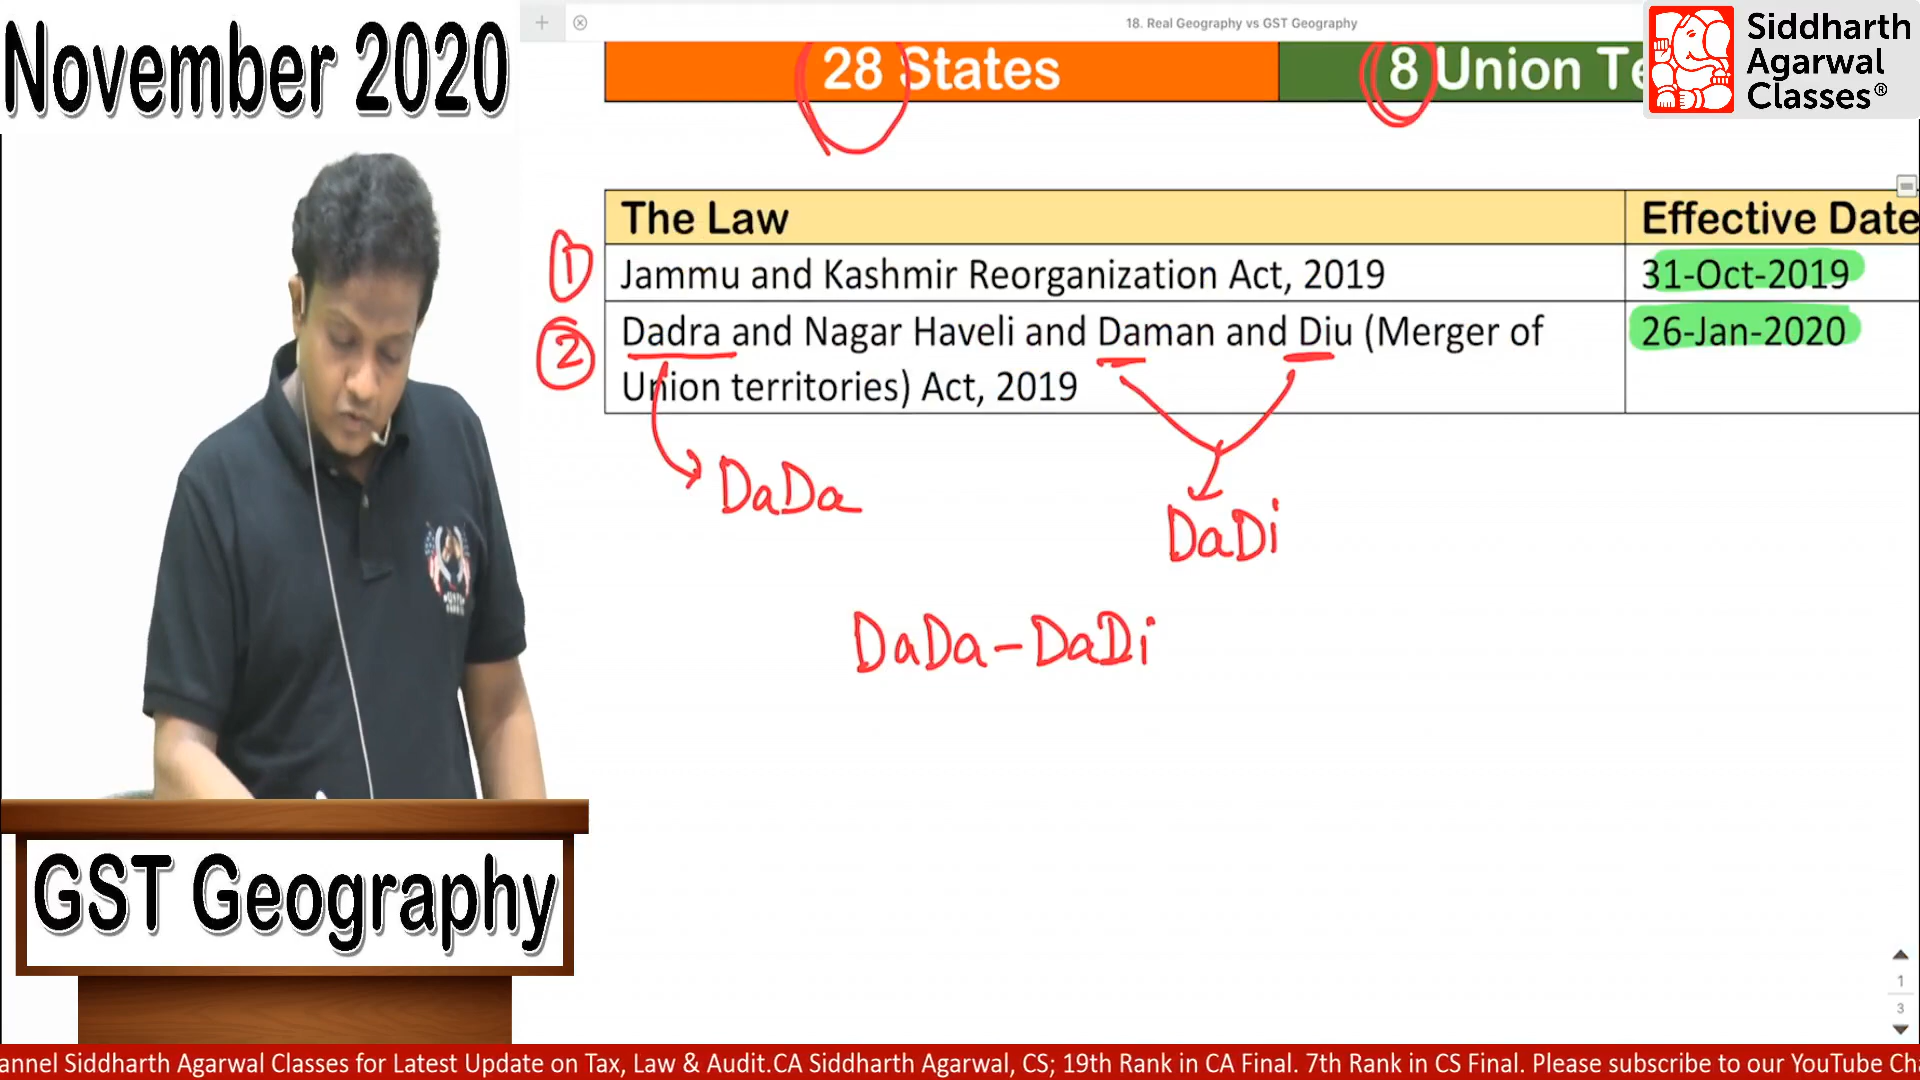 November 2020
18. Real Geography vs GST Geography
28 States
8 Union Te
Siddharth
Agarwal
Classes®
The Law
Effective Date
1
Jammu and Kashmir Reorganization Act, 2019
31-Oct-2019
2
Dadra and Nagar Haveli and Daman and Diu (Merger of
26-Jan-2020
Union territories) Act, 2019
DaDa
DaDi
DaDa-DaDi
GST Geography
1
3
annel Siddharth Agarwal Classes for Latest Update on Tax, Law & Audit.CA Siddharth Agarwal, CS; 19th Rank in CA Final. 7th Rank in CS Final. Please subscribe to our YouTube Cha